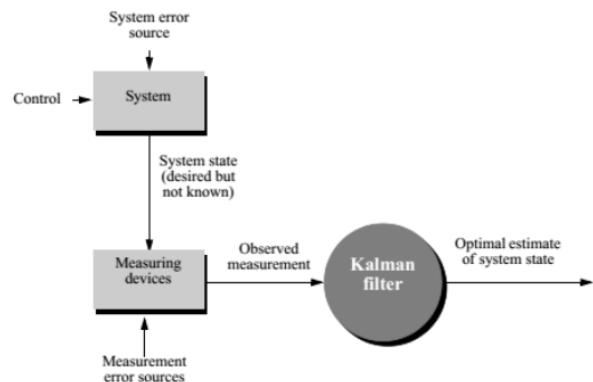 System error
source
Control
System
System state
(desired but
not known)
Measuring
devices
Observed
measurement
Kalman
filter
Optimal estimate
of system state
Measurement
error sources